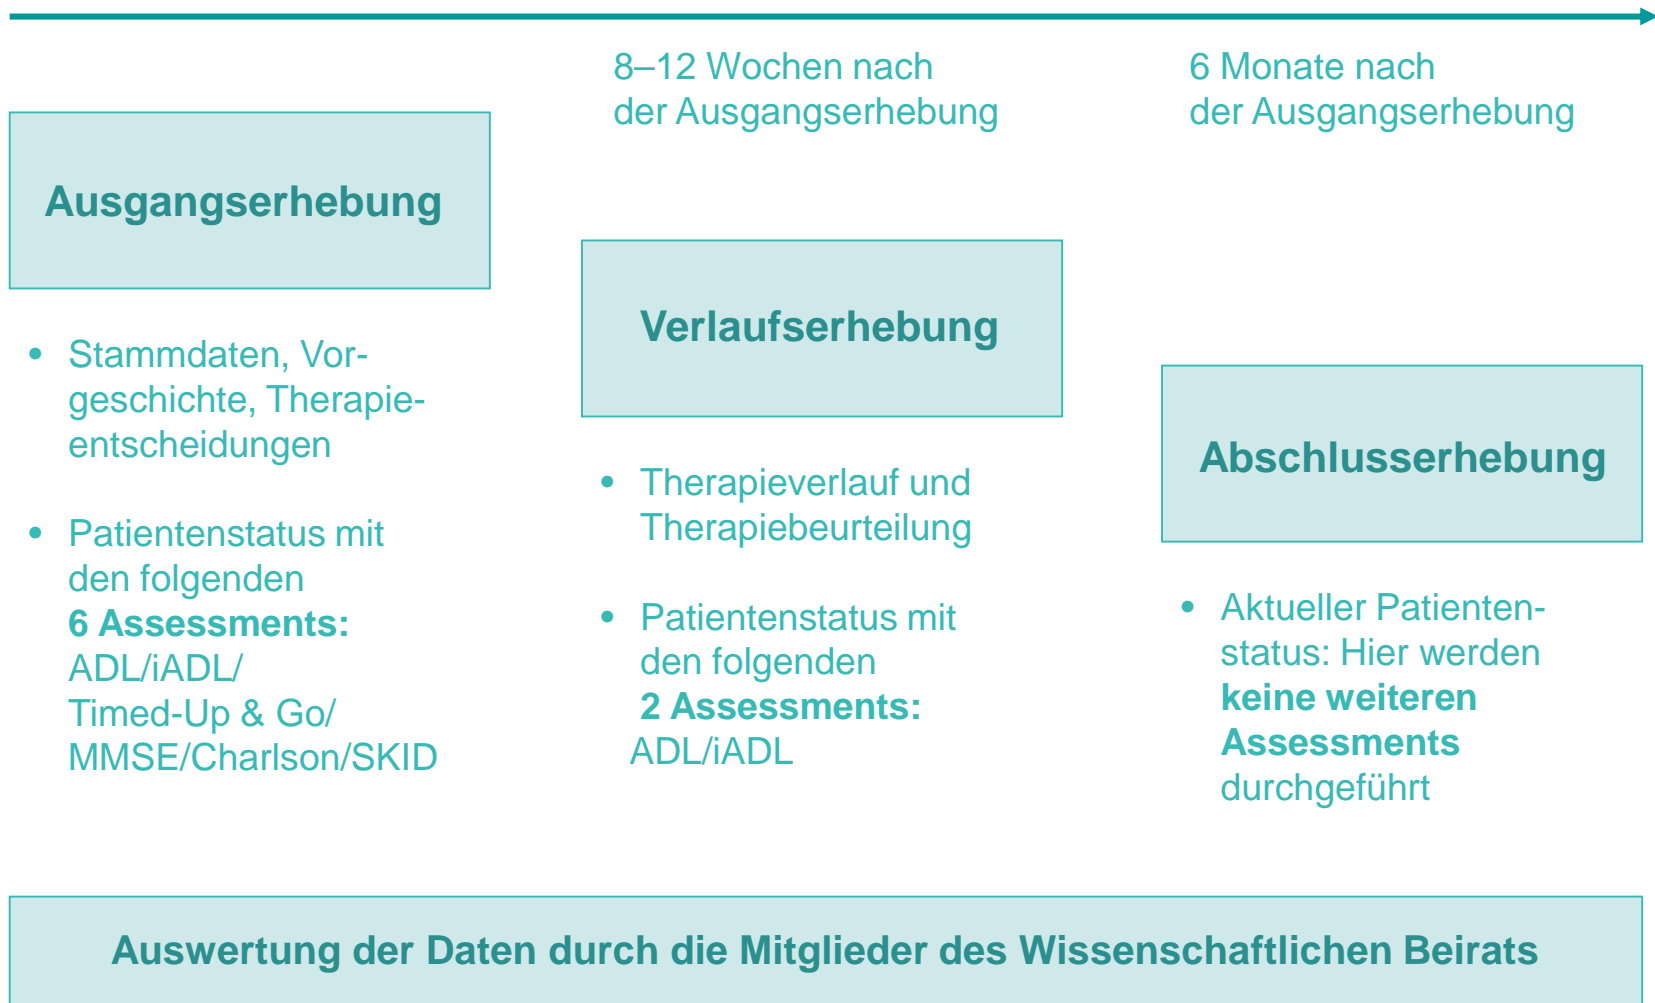 8–12 Wochen nach
der Ausgangserhebung
6 Monate nach
der Ausgangserhebung
Ausgangserhebung
• Stammdaten, Vor-
geschichte, Therapie-
entscheidungen
• Patientenstatus mit
den folgenden
6 Assessments:
ADL/iADL/
Timed-Up & Go/
MMSE/Charlson/SKID
Verlaufserhebung
• Therapieverlauf und
Therapiebeurteilung
• Patientenstatus mit
den folgenden
2 Assessments:
ADL/iADL
Abschlusserhebung
• Aktueller Patienten-
status: Hier werden
keine weiteren
Assessments
durchgeführt
Auswertung der Daten durch die Mitglieder des Wissenschaftlichen Beirats